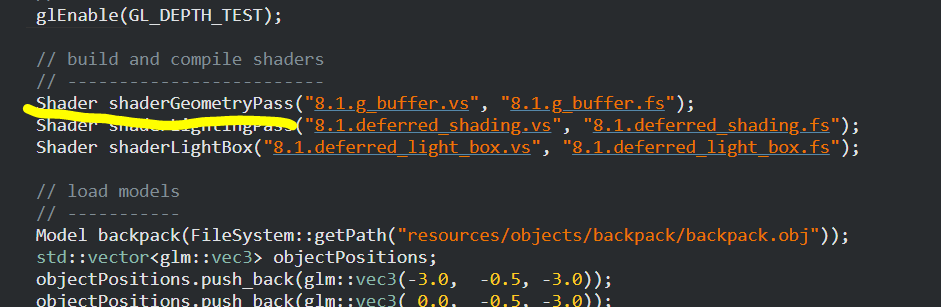 glEnable(GL_DEPTH_TEST);
// build and compile shaders
// -------------------------
Shader shaderGeometryPass("8.1.g_buffer.vs", "8.1.g_buffer.fs");
Shader shaderLightingPass("8.1.deferred_shading.vs", "8.1.deferred_shading.fs");
Shader shaderLightBox("8.1.deferred_light_box.vs", "8.1.deferred_light_box.fs");
// load models
// -----------
Model backpack(FileSystem::getPath("resources/objects/backpack/backpack.obj"));
std::vector<glm::vec3> objectPositions;
objectPositions.push_back(glm::vec3(-3.0,  -0.5, -3.0));
objectPositions.push_back(glm::vec3( 0.0,  -0.5, -3.0));